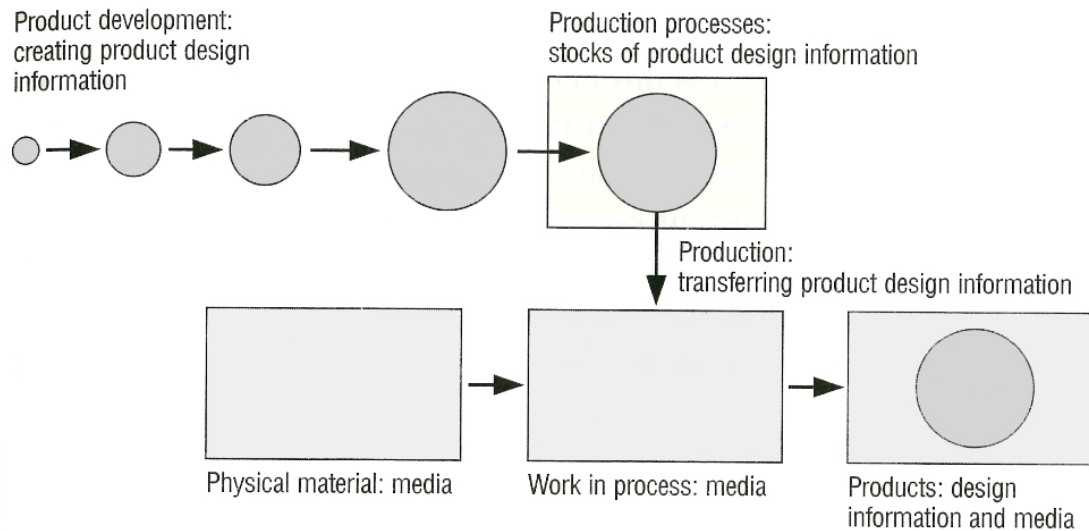 Product development:
creating product design
information
Production processes:
stocks of product design information
Production:
transferring product design information
Physical material: media
Work in process: media
Products: design
information and media